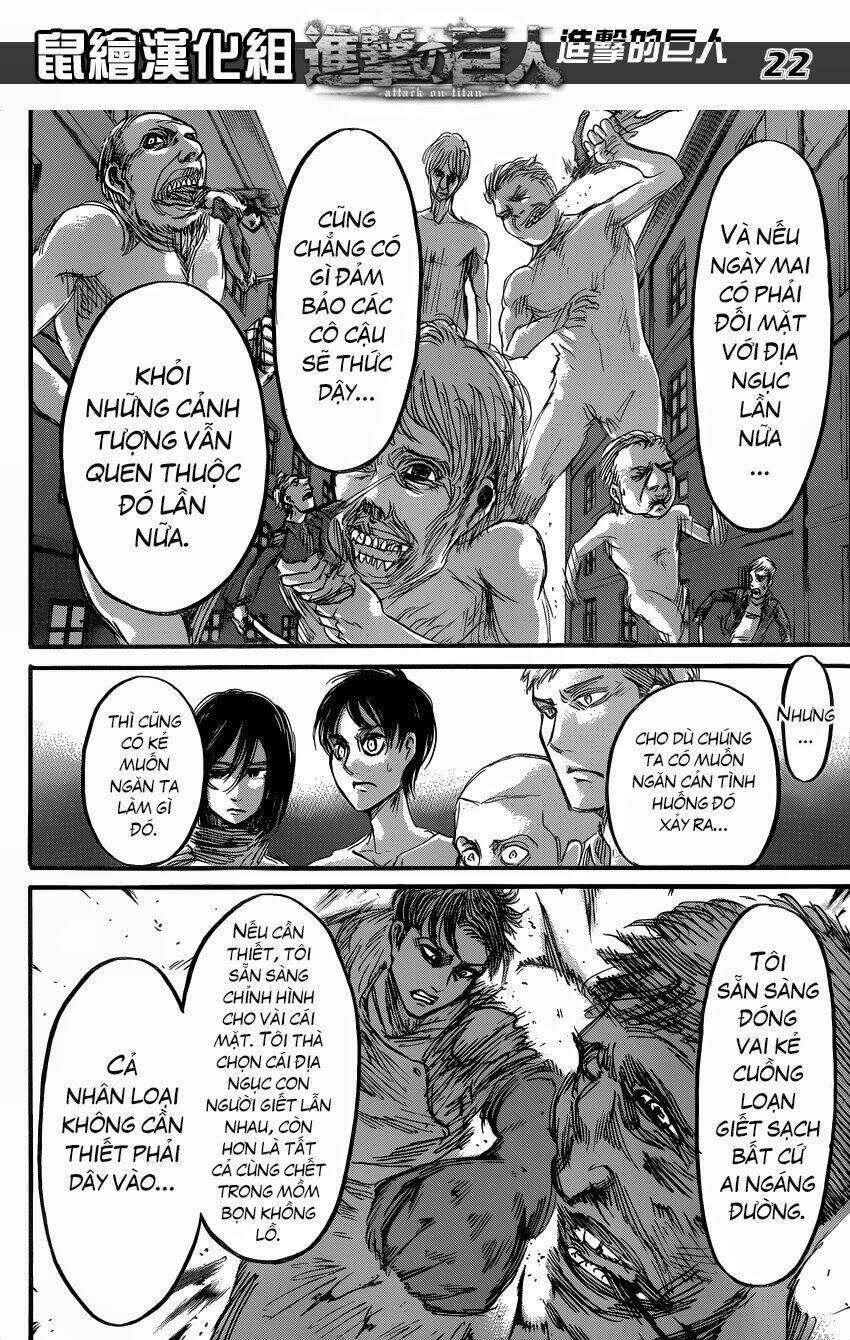 鼠繪漢化組
進撃の巨人
attack on titan
進擊的巨人
22
VÀ NẾU
NGÀY MAI
CÓ PHẢI
ĐỐI MẶT
VỚI ĐỊA
NGỤC
LẦN
NỮA
...
CŨNG
CHẲNG CÓ
GÌ ĐẢM
BẢO CÁC
CÔ CẬU
SẼ THỨC
DẬY...
KHỎI
NHỮNG CẢNH
TƯỢNG VẪN
QUEN THUỘC
ĐÓ LẦN
NỮA.
NHƯNG
...
CHO DÙ CHÚNG
TA CÓ MUỐN
NGĂN CẢN TÌNH
HUỐNG ĐÓ
XẢY RA...
THÌ CŨNG
CÓ KẺ
MUỐN
NGĂN TA
LÀM GÌ
ĐÓ.
TÔI
SẴN SÀNG
ĐÓNG
VAI KẺ
CUỒNG
LOẠN
GIẾT SẠCH
BẤT CỨ
AI NGÁNG
ĐƯỜNG.
NẾU CẦN
THIẾT, TÔI
SẴN SÀNG
CHỈNH HÌNH
CHO VÀI CÁI
MẶT. TÔI THÀ
CHỌN CÁI ĐỊA
NGỤC CON
NGƯỜI GIẾT LẪN
NHAU, CÒN
HƠN LÀ TẤT
CẢ CÙNG CHẾT
TRONG MỒM
BỌN KHỔNG
LỒ.
CẢ
NHÂN LOẠI
KHÔNG CẦN
THIẾT PHẢI
DÂY VÀO...